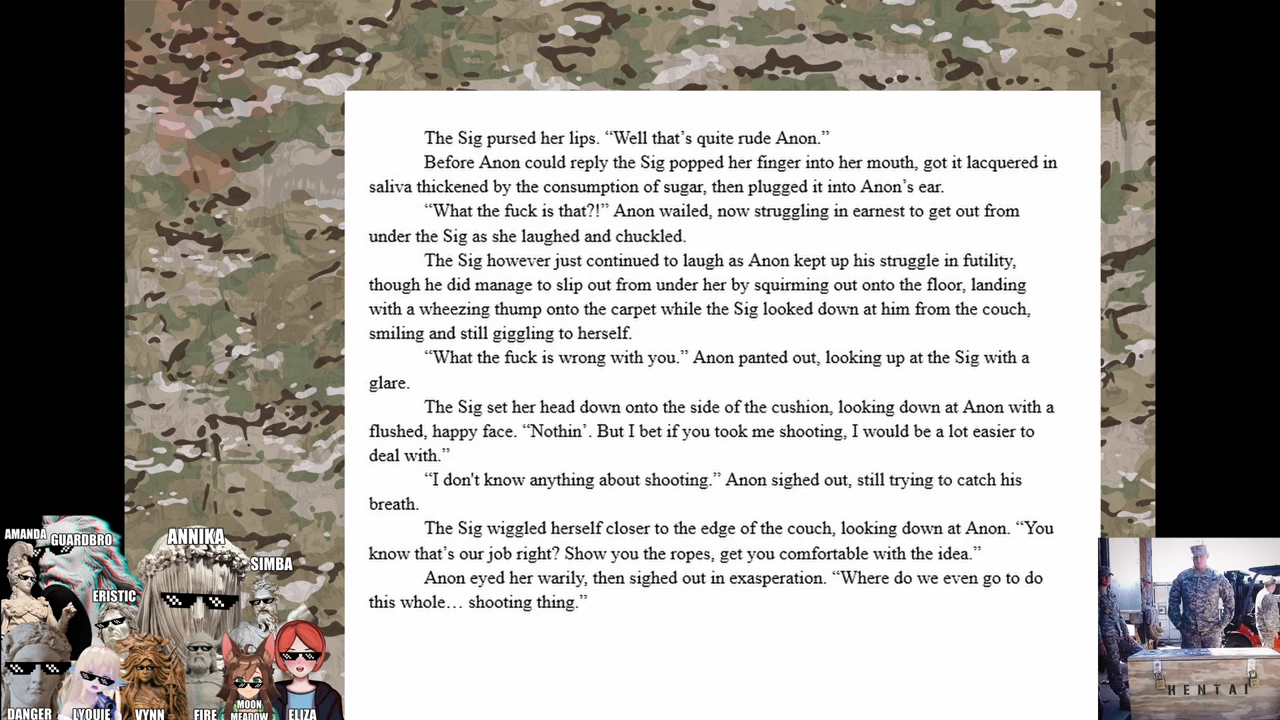 The Sig pursed her lips. “Well that’s quite rude Anon.”
Before Anon could reply the Sig popped her finger into her mouth, got it lacquered in
saliva thickened by the consumption of sugar, then plugged it into Anon’s ear.
“What the fuck is that?!” Anon wailed, now struggling in earnest to get out from
under the Sig as she laughed and chuckled.
The Sig however just continued to laugh as Anon kept up his struggle in futility,
though he did manage to slip out from under her by squirming out onto the floor, landing
with a wheezing thump onto the carpet while the Sig looked down at him from the couch,
smiling and still giggling to herself.
“What the fuck is wrong with you.” Anon panted out, looking up at the Sig with a
glare.
The Sig set her head down onto the side of the cushion, looking down at Anon with a
flushed, happy face. “Nothin’. But I bet if you took me shooting, I would be a lot easier to
deal with.”
“I don't know anything about shooting.” Anon sighed out, still trying to catch his
breath.
The Sig wiggled herself closer to the edge of the couch, looking down at Anon. “You
know that’s our job right? Show you the ropes, get you comfortable with the idea.”
Anon eyed her warily, then sighed out in exasperation. “Where do we even go to do
this whole… shooting thing.”
AMANDA
GUARDBRO
ANNIKA
SIMBA
ERISTIC
DANGER
LYQUIE
VYNN
FIRE
MOON
MEADOW
ELIZA
HENTAI